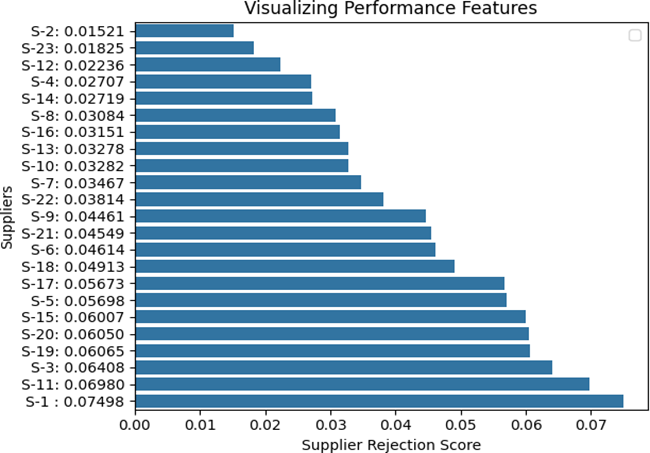 Visualizing Performance Features
S-2: 0.01521
S-23: 0.01825
S-12: 0.02236
S-4: 0.02707
S-14: 0.02719
S-8: 0.03084
S-16: 0.03151
S-13: 0.03278
S-10: 0.03282
S-7: 0.03467
S-22: 0.03814
S-9: 0.04461
S-21: 0.04549
S-6: 0.04614
S-18: 0.04913
S-17: 0.05673
S-5: 0.05698
S-15: 0.06007
S-20: 0.06050
S-19: 0.06065
S-3: 0.06408
S-11: 0.06980
S-1 : 0.07498
Suppliers
0.00 0.01 0.02 0.03 0.04 0.05 0.06 0.07
Supplier Rejection Score